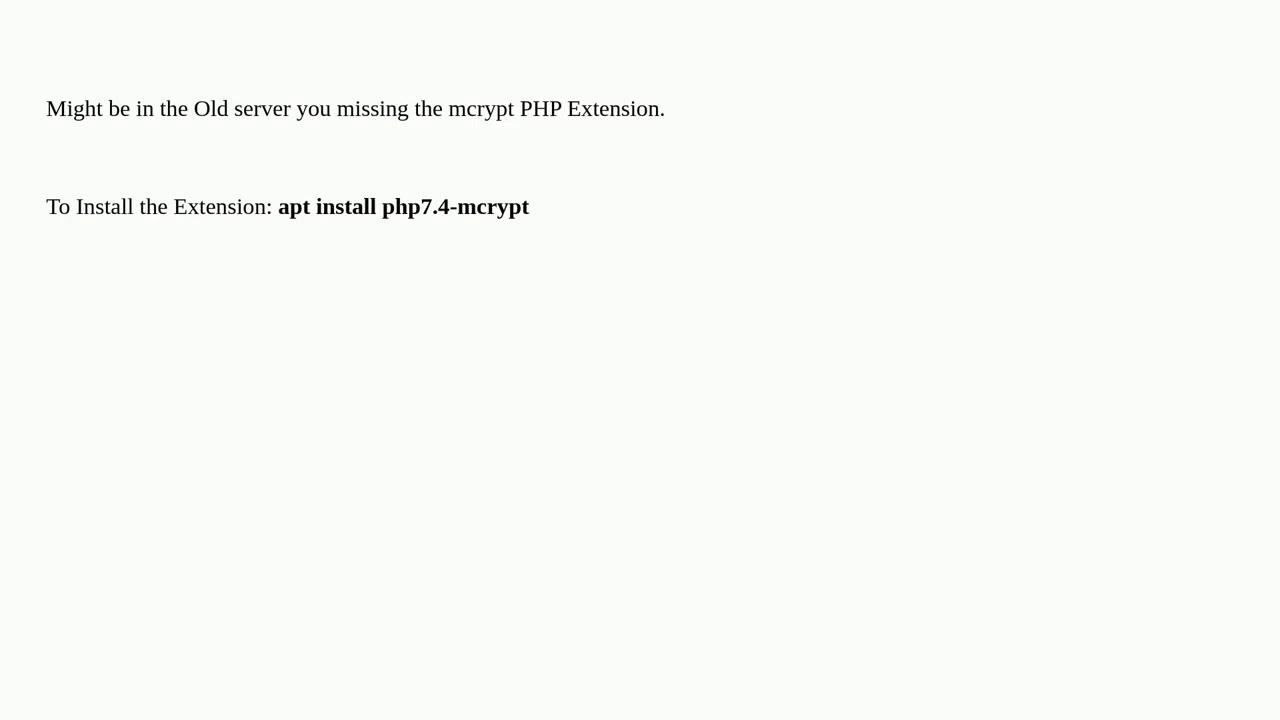 Might be in the Old server you missing the mcrypt PHP Extension.
To Install the Extension: apt install php7.4-mcrypt